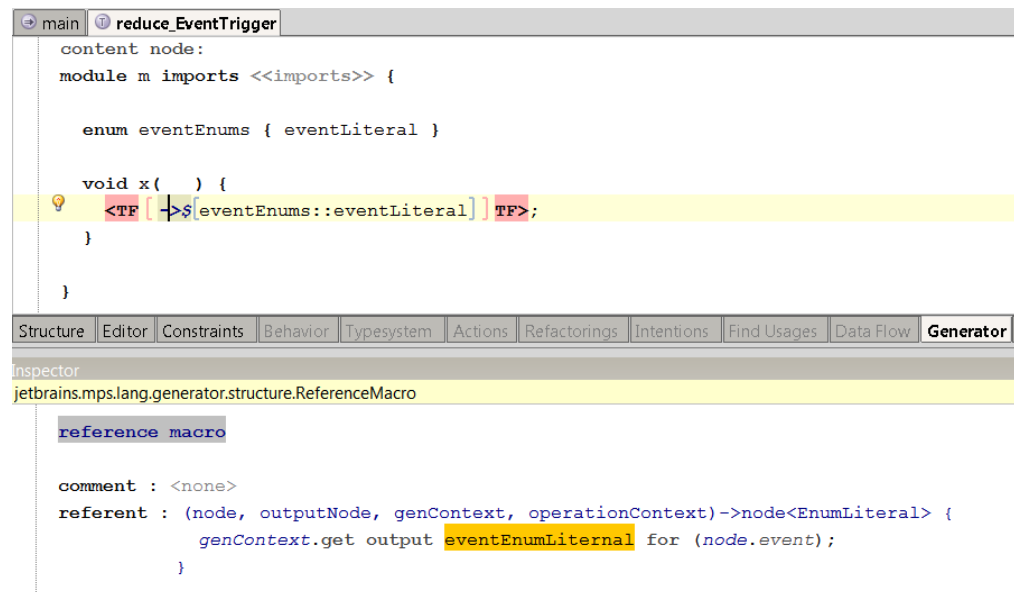 main reduce_EventTrigger
content node:
module m imports <<imports>> {
enum eventEnums { eventLiteral }
void x( ) {
<TF [ ->$[eventEnums::eventLiteral] ] TF>;
}
}
Structure Editor Constraints Behavior Typesystem Actions Refactorings Intentions Find Usages Data Flow Generator
Inspector
jetbrains.mps.lang.generator.structure.ReferenceMacro
reference macro
comment : <none>
referent : (node, outputNode, genContext, operationContext)->node<EnumLiteral> {
genContext.get output eventEnumLiternal for (node.event);
}